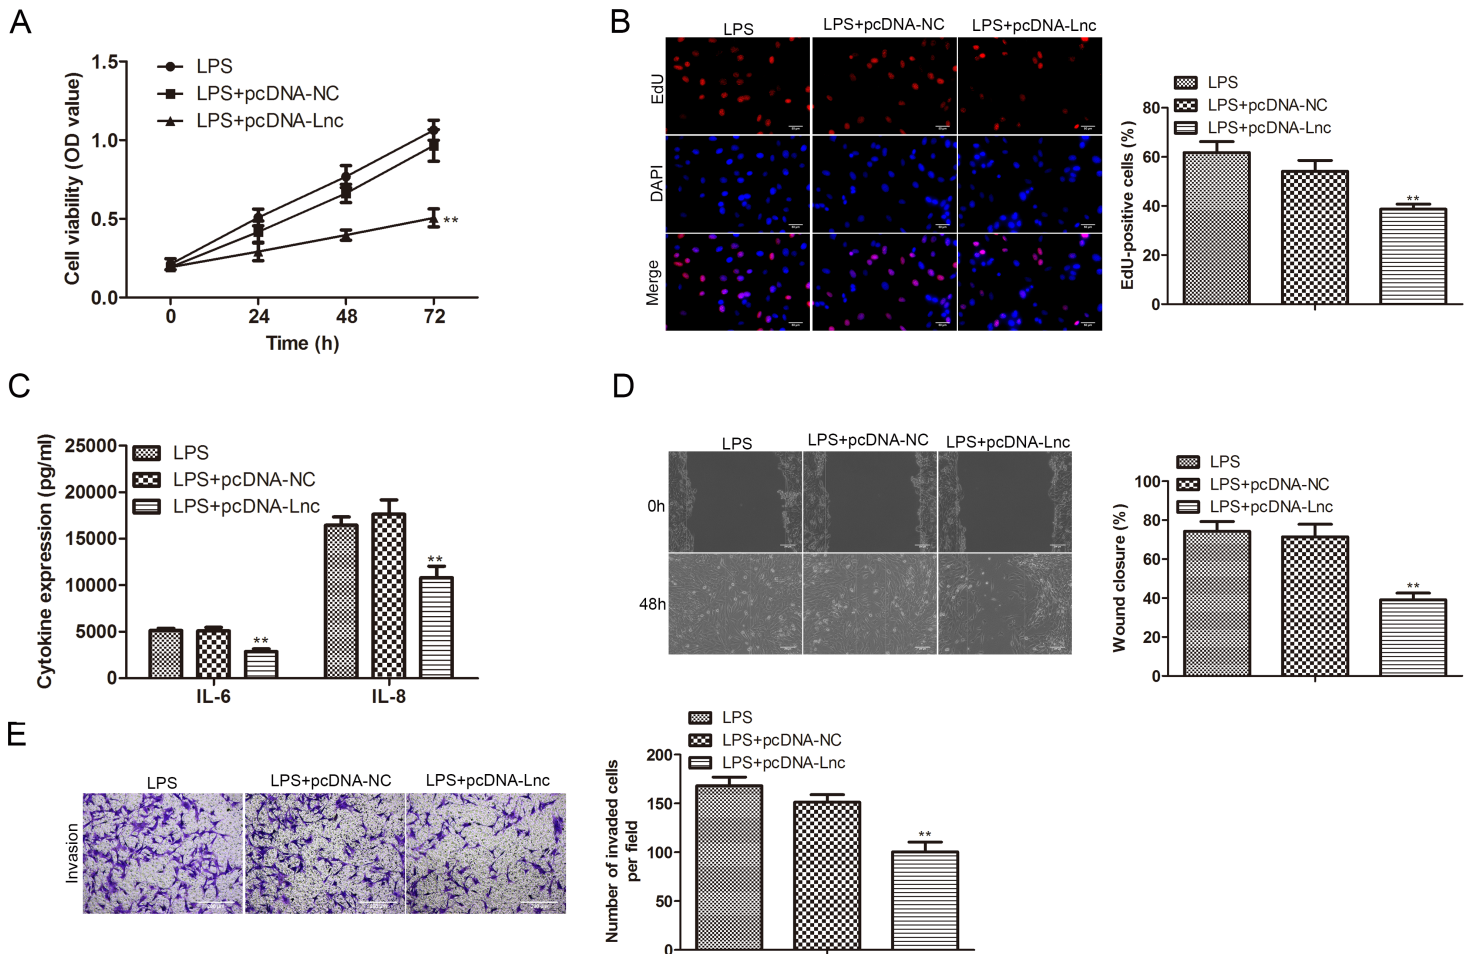 A
LPS
LPS+pcDNA-NC
LPS+pcDNA-Lnc
Cell viability (OD value)
1.5
1.0
0.5
0.0
**
0 24 48 72
Time (h)
B
LPS LPS+pcDNA-NC LPS+pcDNA-Lnc
EdU
DAPI
Merge
LPS
LPS+pcDNA-NC
LPS+pcDNA-Lnc
EdU-positive cells (%)
80
60
40
20
0
**
C
LPS
LPS+pcDNA-NC
LPS+pcDNA-Lnc
Cytokine expression (pg/ml)
25000
20000
15000
10000
5000
0
**
**
IL-6 IL-8
D
LPS LPS+pcDNA-NC LPS+pcDNA-Lnc
0h
48h
LPS
LPS+pcDNA-NC
LPS+pcDNA-Lnc
Wound closure (%)
100
80
60
40
20
0
**
E
LPS LPS+pcDNA-NC LPS+pcDNA-Lnc
Invasion
LPS
LPS+pcDNA-NC
LPS+pcDNA-Lnc
Number of invaded cells
per field
200
150
100
50
0
**